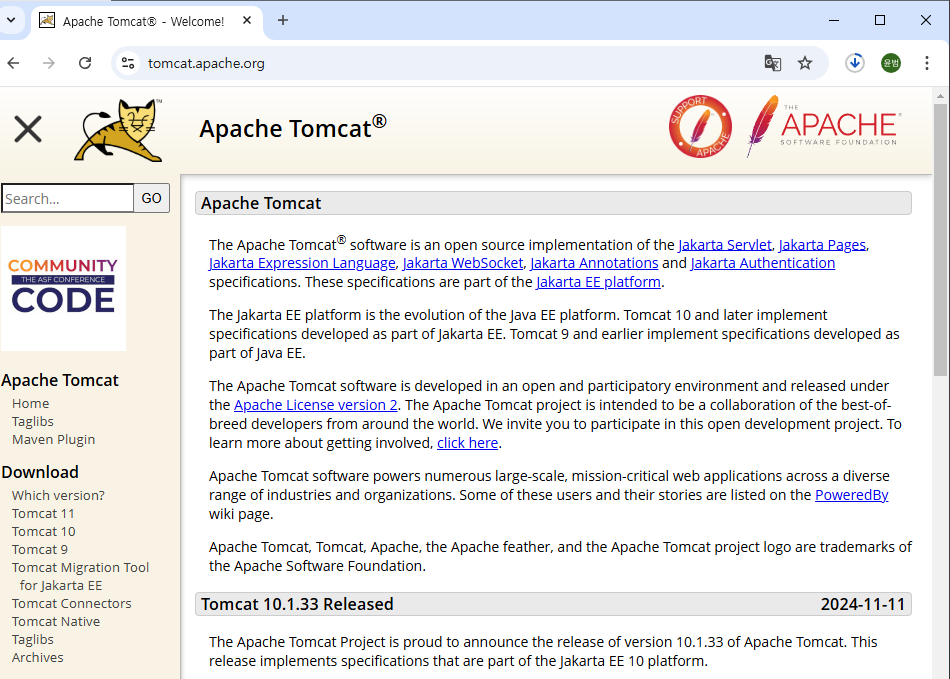 Apache Tomcat® - Welcome!
tomcat.apache.org
윤범
Apache Tomcat®
SUPPORT APACHE
THE
APACHE®
SOFTWARE FOUNDATION
TM
Search...
GO
COMMUNITY
THE ASF CONFERENCE
CODE
Apache Tomcat
Home
Taglibs
Maven Plugin
Download
Which version?
Tomcat 11
Tomcat 10
Tomcat 9
Tomcat Migration Tool
for Jakarta EE
Tomcat Connectors
Tomcat Native
Taglibs
Archives
Apache Tomcat
The Apache Tomcat® software is an open source implementation of the Jakarta Servlet, Jakarta Pages,
Jakarta Expression Language, Jakarta WebSocket, Jakarta Annotations and Jakarta Authentication
specifications. These specifications are part of the Jakarta EE platform.
The Jakarta EE platform is the evolution of the Java EE platform. Tomcat 10 and later implement
specifications developed as part of Jakarta EE. Tomcat 9 and earlier implement specifications developed as
part of Java EE.
The Apache Tomcat software is developed in an open and participatory environment and released under
the Apache License version 2. The Apache Tomcat project is intended to be a collaboration of the best-of-
breed developers from around the world. We invite you to participate in this open development project. To
learn more about getting involved, click here.
Apache Tomcat software powers numerous large-scale, mission-critical web applications across a diverse
range of industries and organizations. Some of these users and their stories are listed on the PoweredBy
wiki page.
Apache Tomcat, Tomcat, Apache, the Apache feather, and the Apache Tomcat project logo are trademarks of
the Apache Software Foundation.
Tomcat 10.1.33 Released 2024-11-11
The Apache Tomcat Project is proud to announce the release of version 10.1.33 of Apache Tomcat. This
release implements specifications that are part of the Jakarta EE 10 platform.